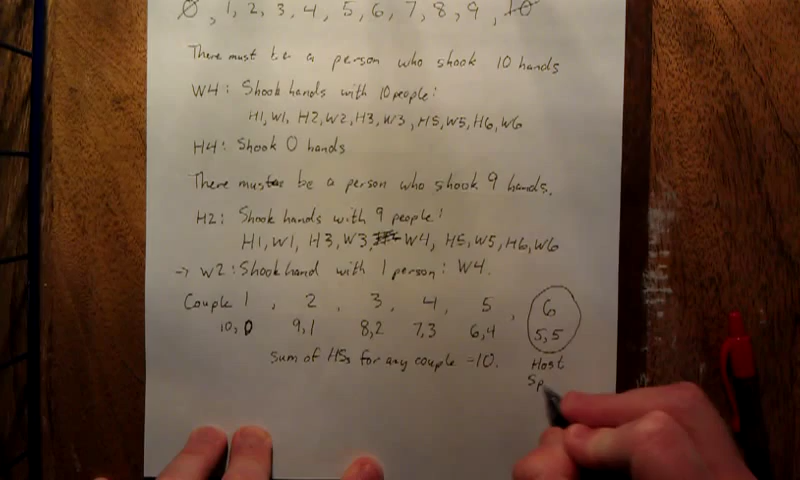 0, 1, 2, 3, 4, 5, 6, 7, 8, 9, 10
There must be a person who shook 10 hands
W4: Shook hands with 10 people:
H1, W1, H2, W2, H3, W3, H5, W5, H6, W6
H4: Shook 0 hands
There must be a person who shook 9 hands.
H2: Shook hands with 9 people:
H1, W1, H3, W3, W4, H5, W5, H6, W6
-> W2: Shook hand with 1 person: W4.
Couple 1, 2, 3, 4, 5, 6
10, 0 9, 1 8, 2 7, 3 6, 4 5, 5
sum of HSs for any couple = 10. Host
Sp